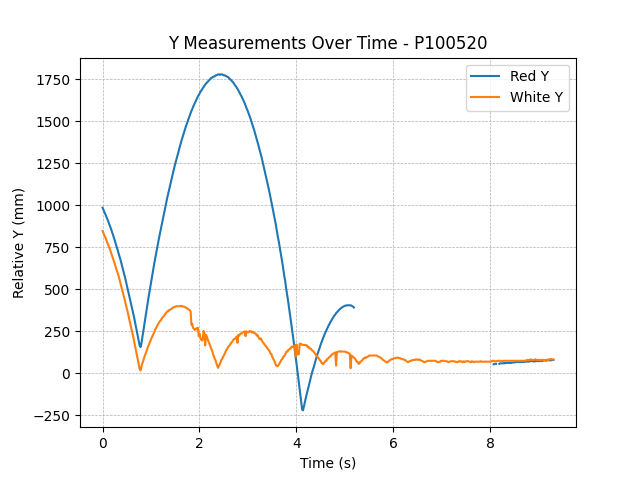 Y Measurements Over Time - P100520
Red Y
White Y
1750
1500
1250
1000
750
500
250
0
−250
Relative Y (mm)
0 2 4 6 8
Time (s)